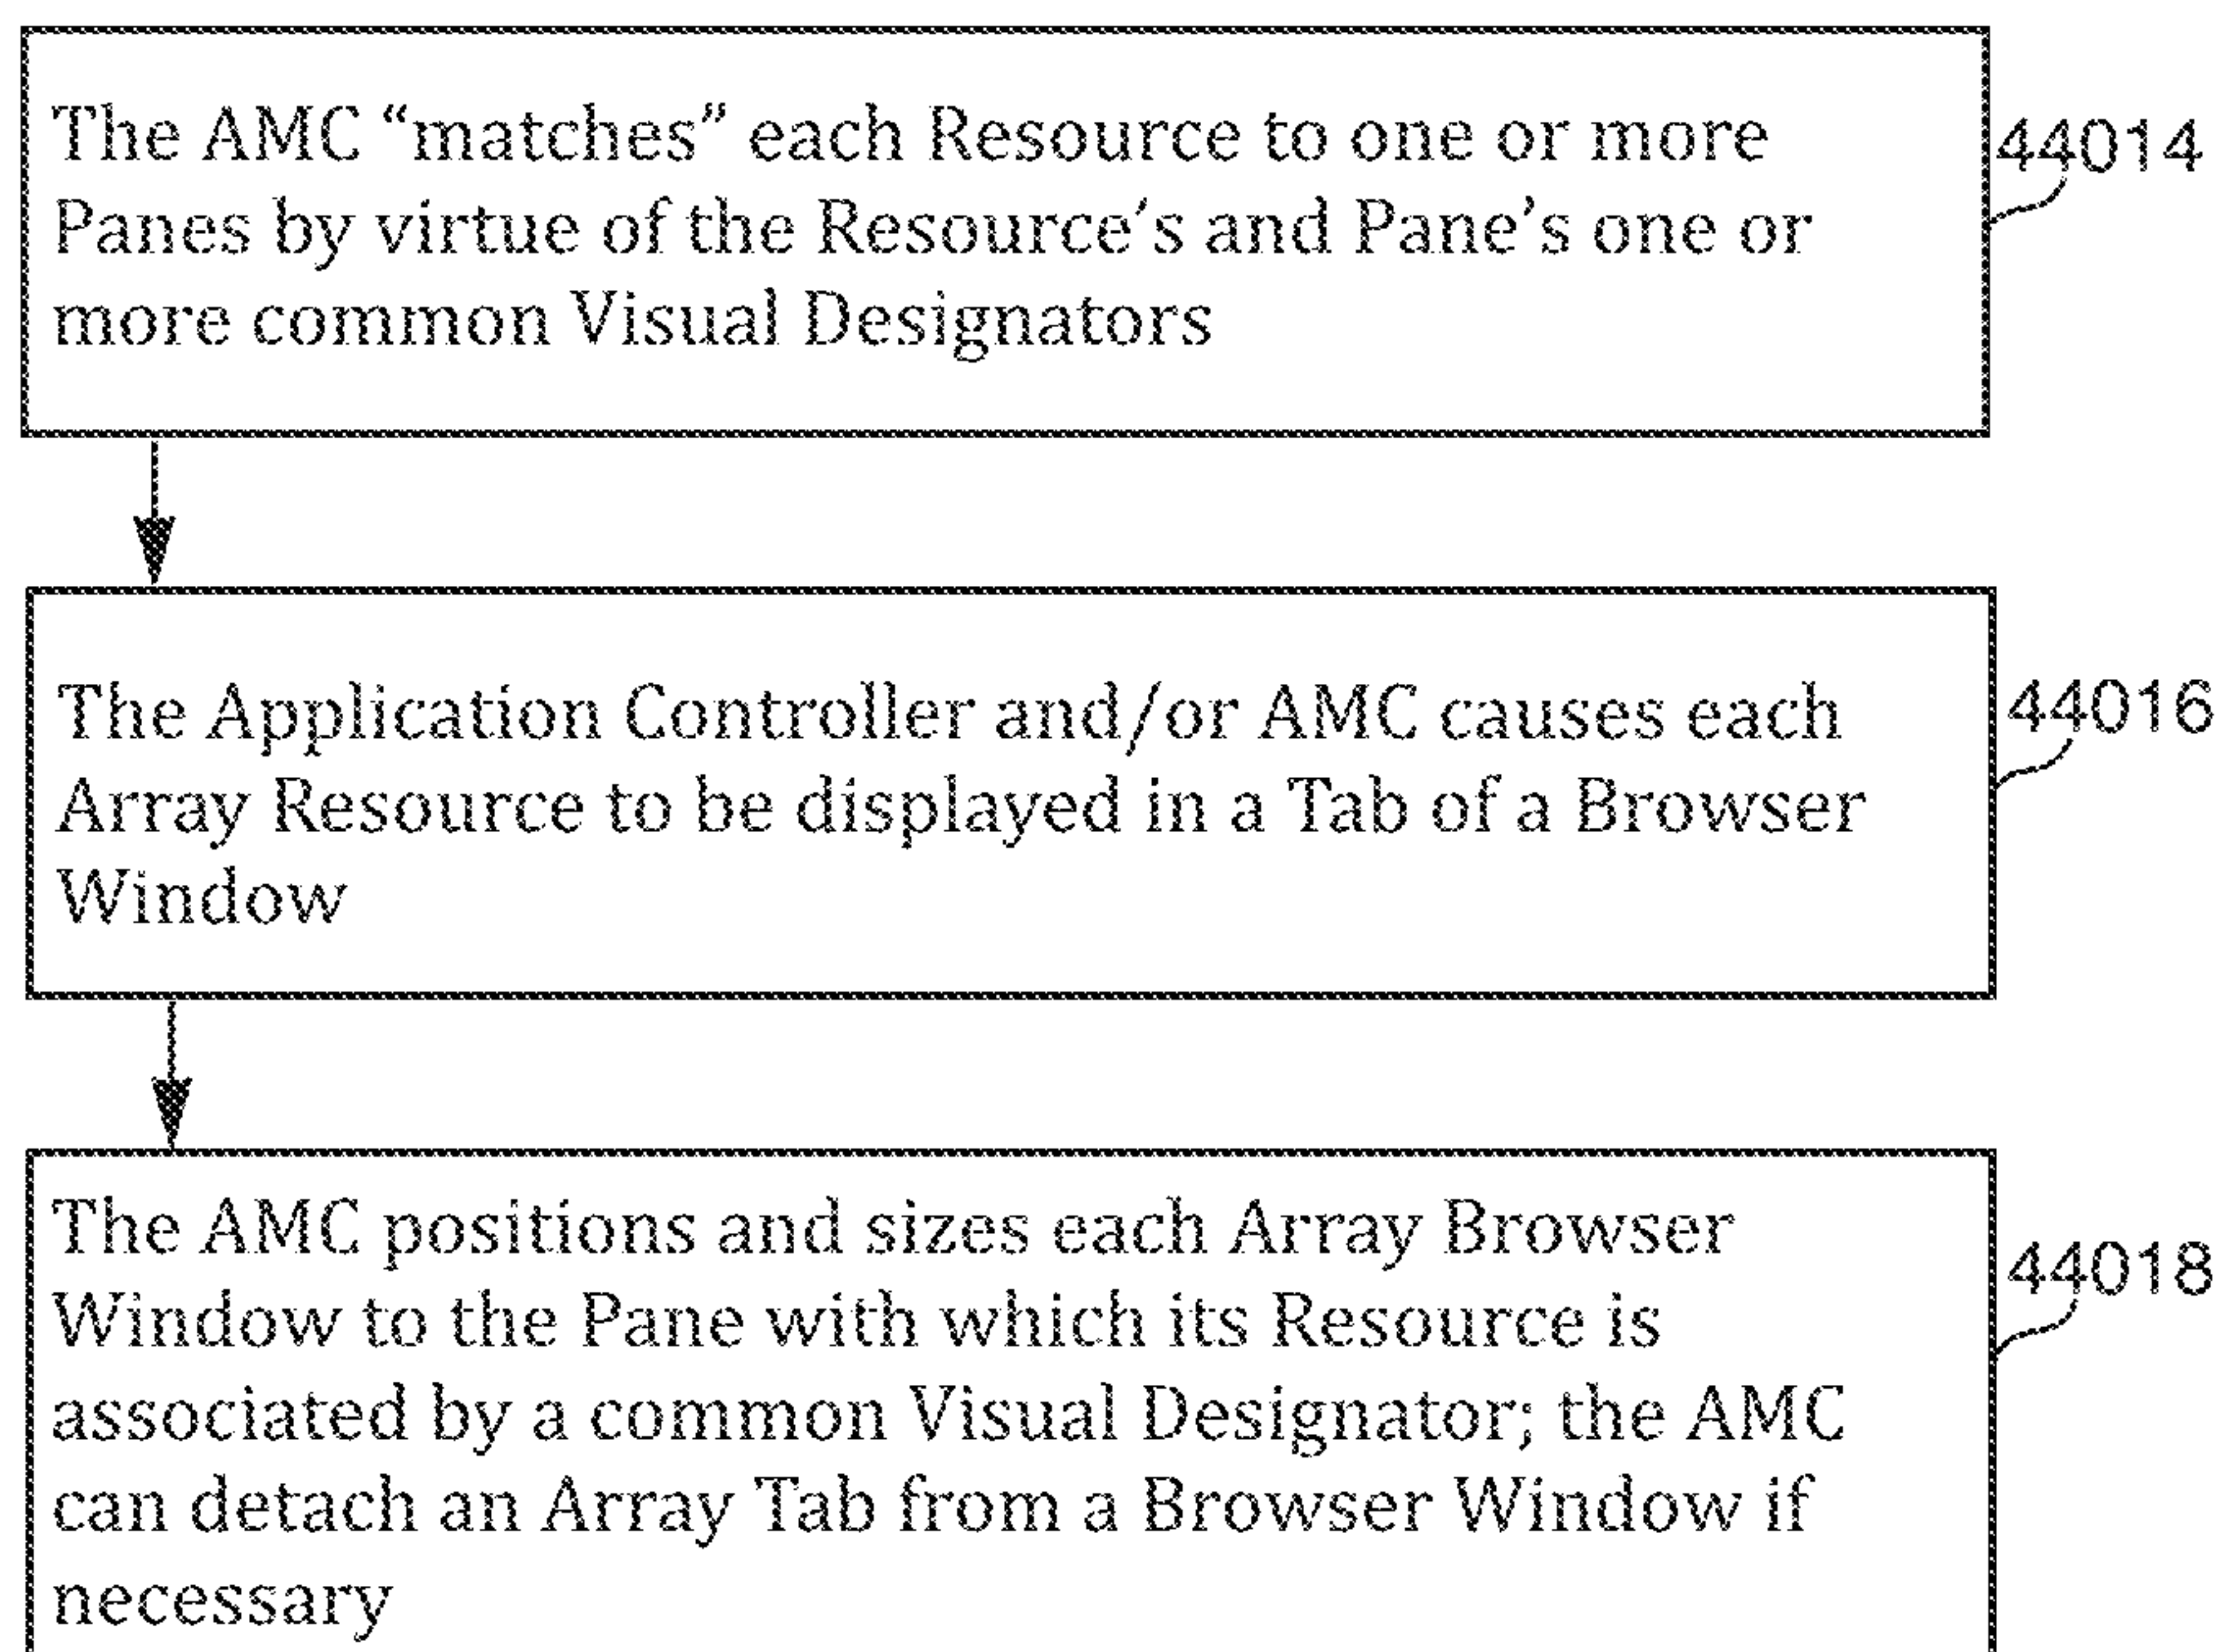 The AMC “matches” each Resource to one or more
44014
Panes by virtue of the Resource’s and Pane’s one or
more common Visual Designators
The Application Controller and/or AMC causes each
44016
Array Resource to be displayed in a Tab of a Browser
Window
The AMC positions and sizes each Array Browser
44018
Window to the Pane with which its Resource is
associated by a common Visual Designator; the AMC
can detach an Array Tab from a Browser Window if
necessary